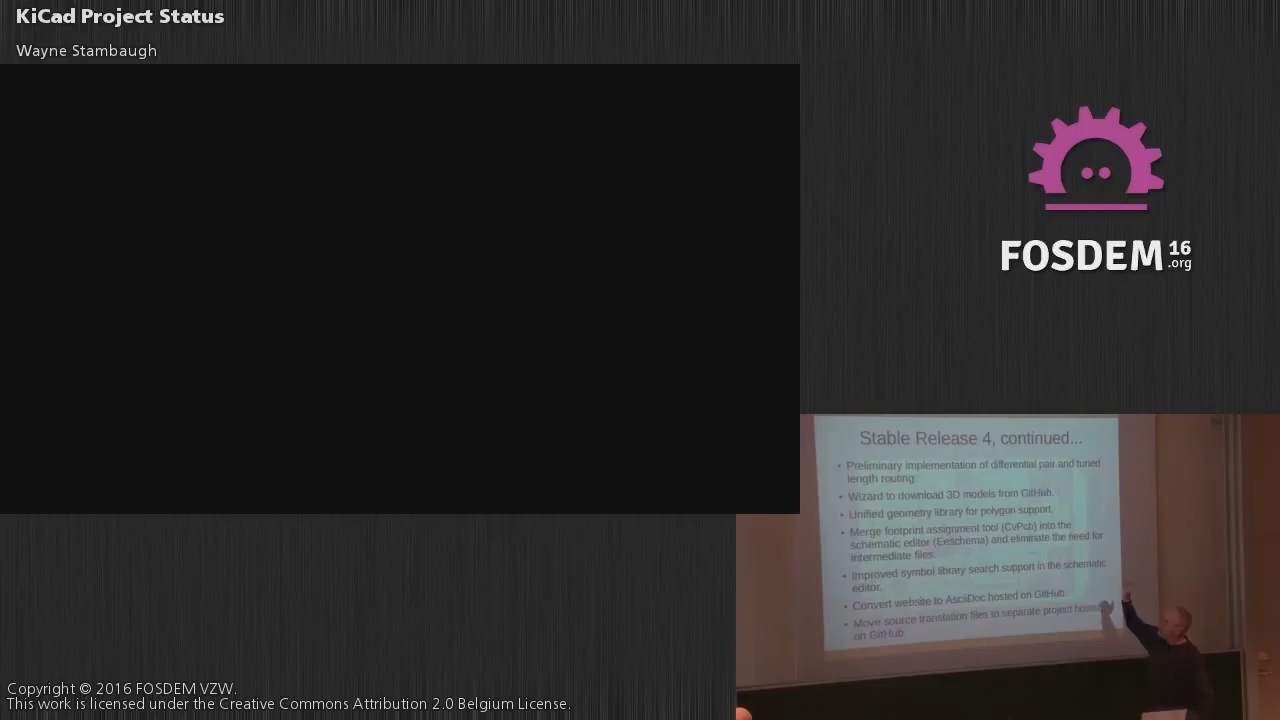 KiCad Project Status
Wayne Stambaugh
FOSDEM 16
.org
Stable Release 4, continued...
• Preliminary implementation of differential pair and tuned
length routing.
• Wizard to download 3D models from GitHub.
• Unified geometry library for polygon support.
• Merge footprint assignment tool (CvPcb) into the
schematic editor (Eeschema) and eliminate the need for
intermediate files.
• Improved symbol library search support in the schematic
editor.
• Convert website to AsciiDoc hosted on GitHub
• Move source translation files to separate project hosted
on GitHub
Copyright © 2016 FOSDEM VZW.
This work is licensed under the Creative Commons Attribution 2.0 Belgium License.